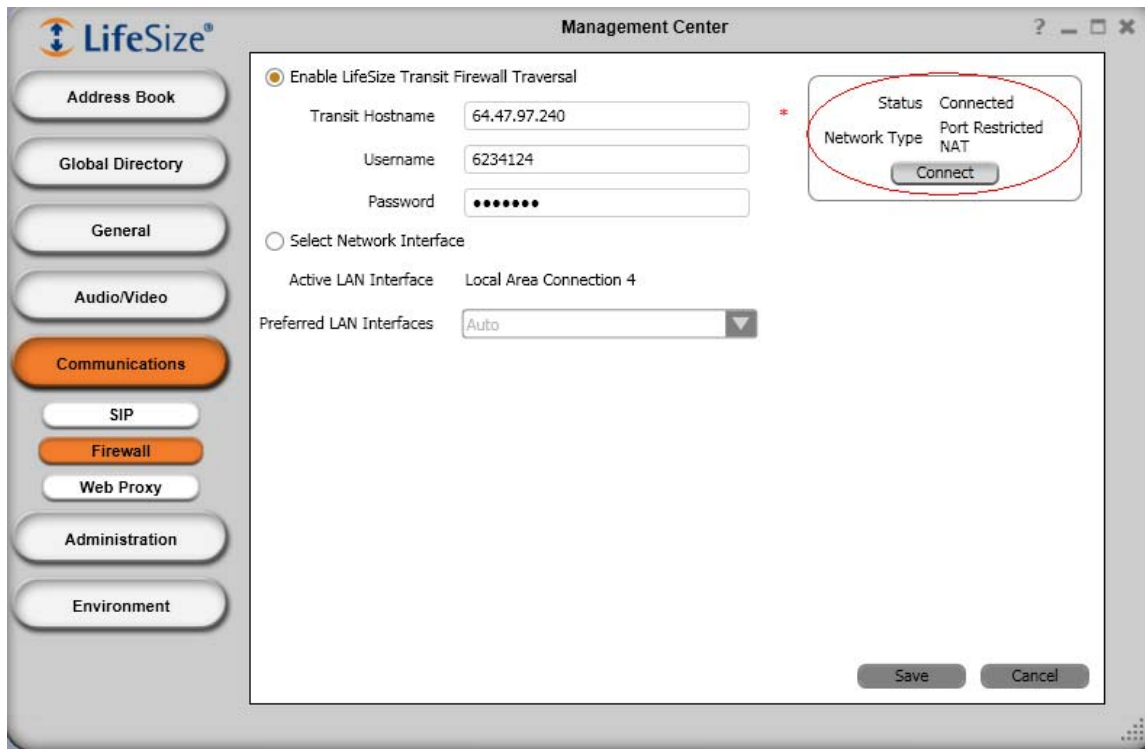 LifeSize®
Management Center
?
Address Book
Global Directory
General
Audio/Video
Communications
SIP
Firewall
Web Proxy
Administration
Environment
Enable LifeSize Transit Firewall Traversal
Transit Hostname 64.47.97.240 *
Username 6234124
Password •••••••
Select Network Interface
Active LAN Interface Local Area Connection 4
Preferred LAN Interfaces Auto
Status Connected
Network Type Port Restricted
NAT
Connect
Save Cancel